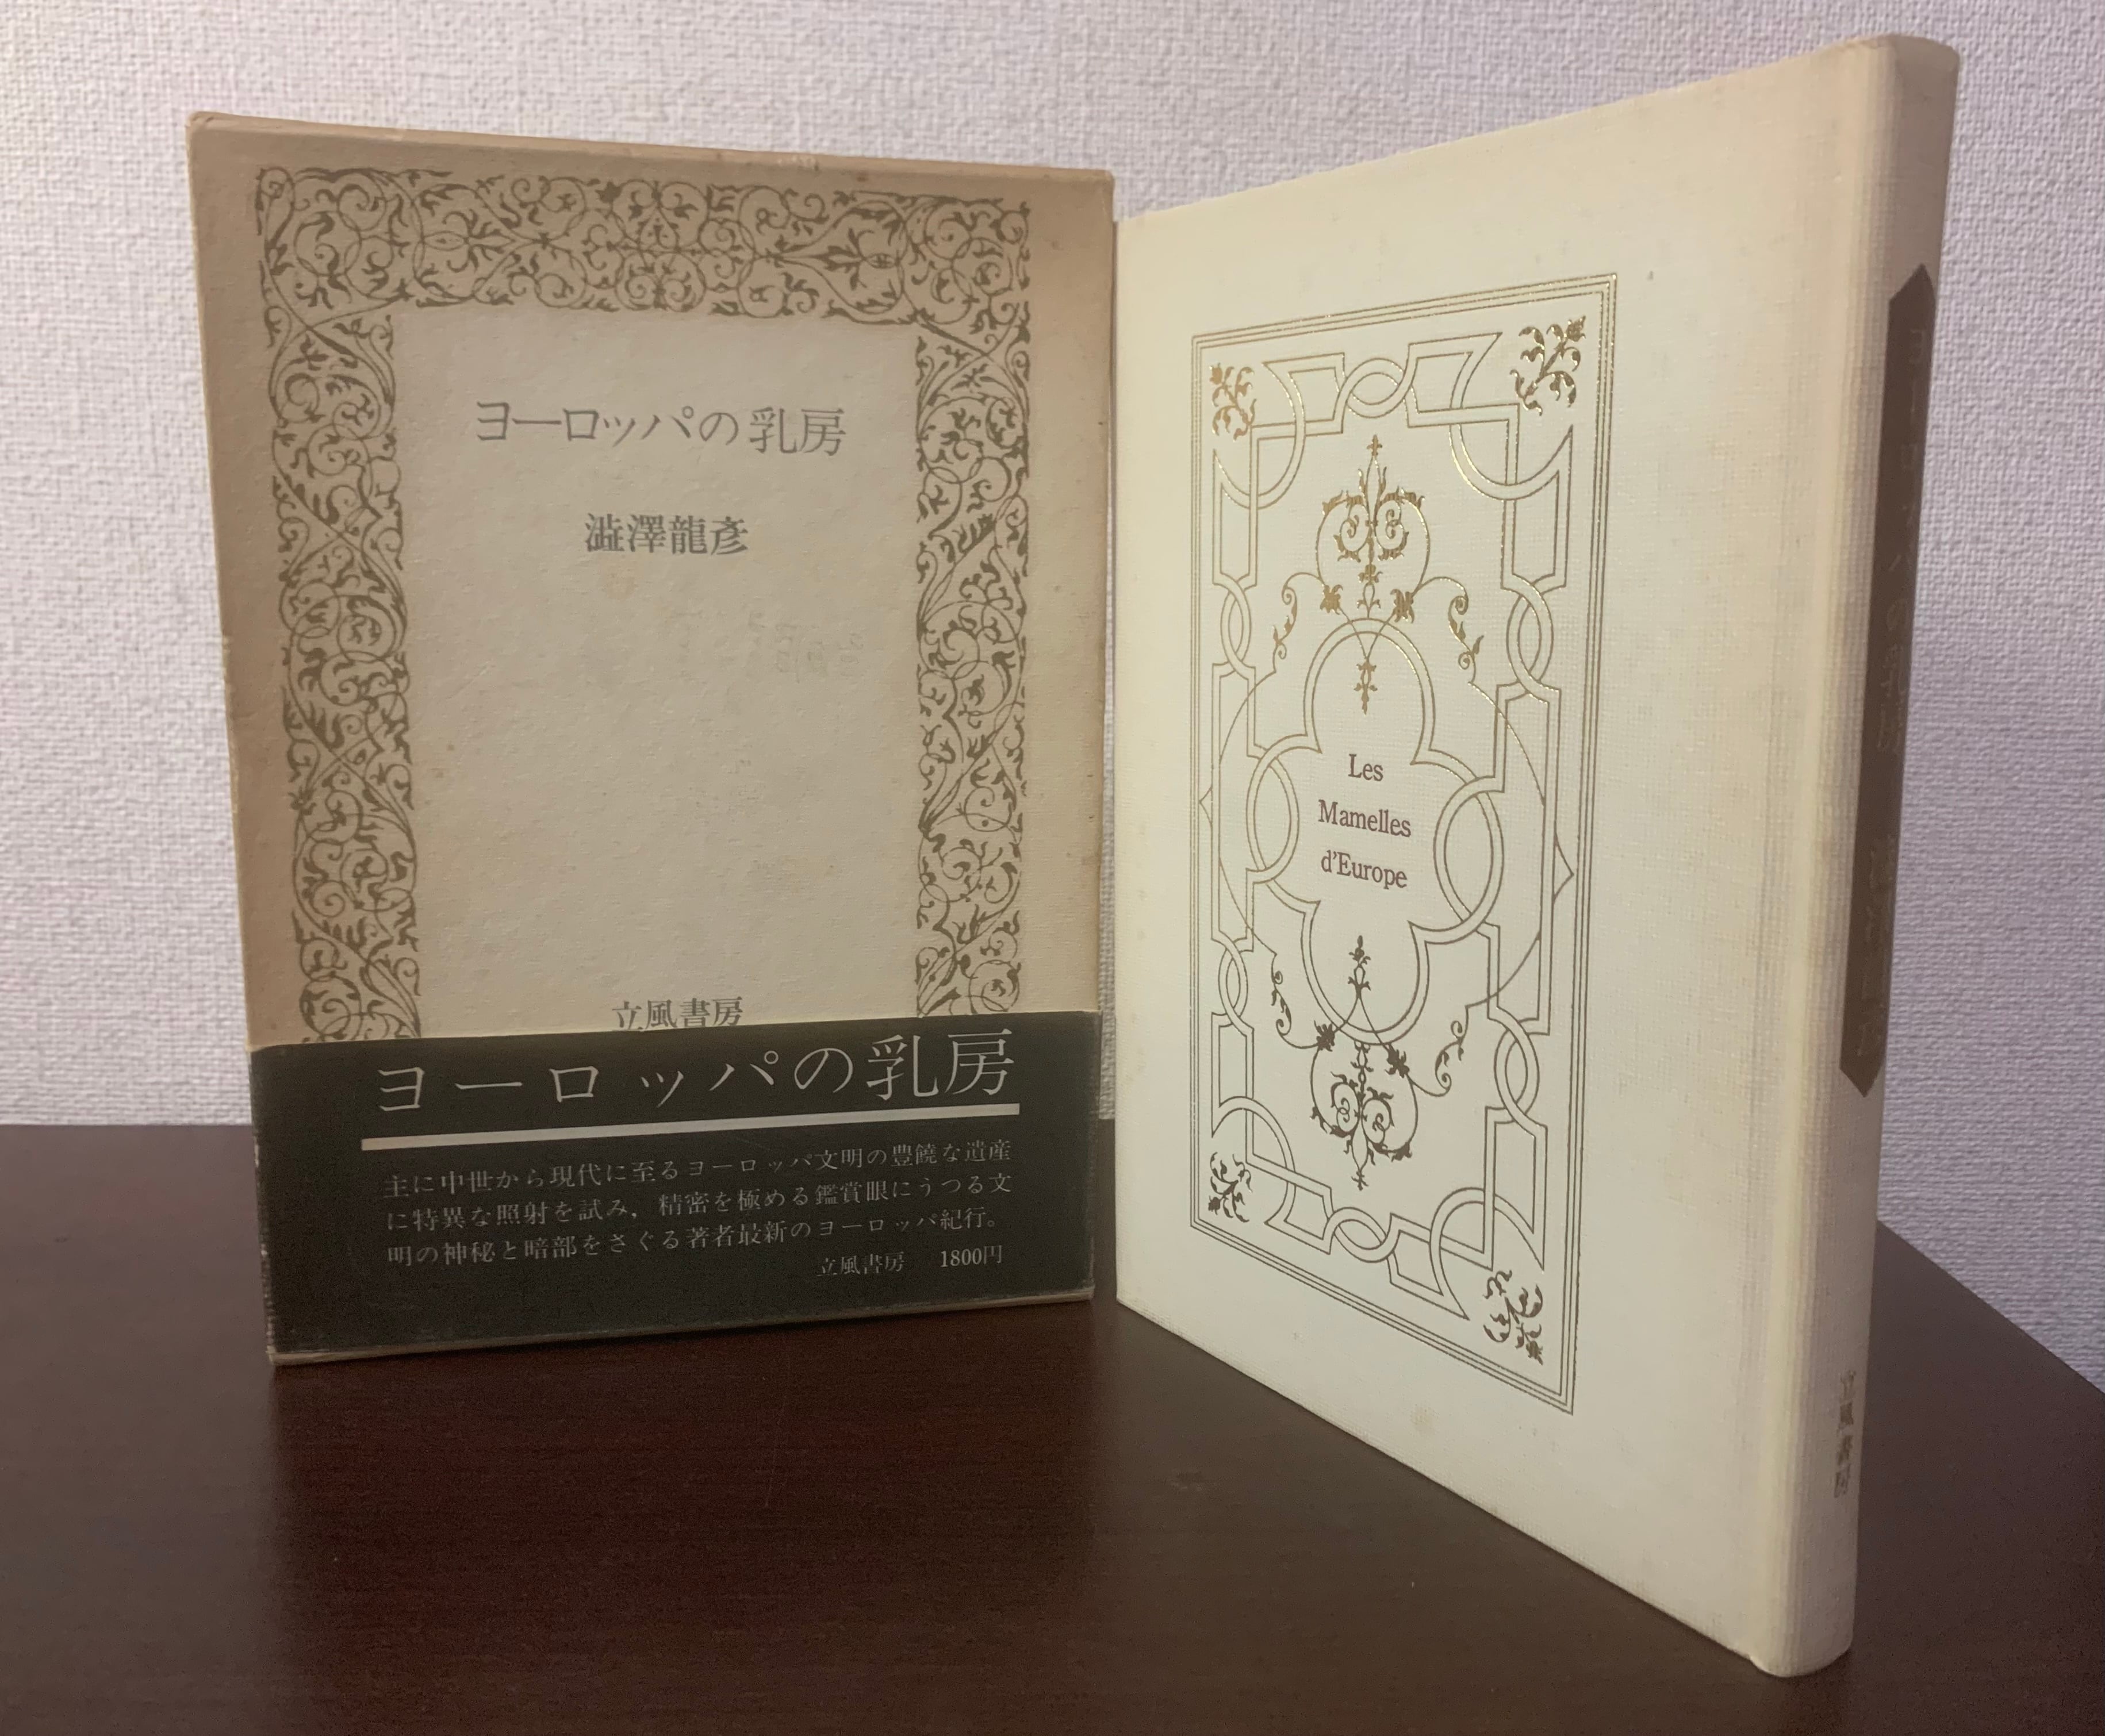 ヨーロッパの乳房
澁澤龍彥
立風書房
ヨーロッパの乳房
主に中世から現代に至るヨーロッパ文明の豊饒な遺産
に特異な照射を試み，精密を極める鑑賞眼にうつる文
明の神秘と暗部をさぐる著者最新のヨーロッパ紀行。
立風書房　1800円
Les
Mamelles
d'Europe
立風書房